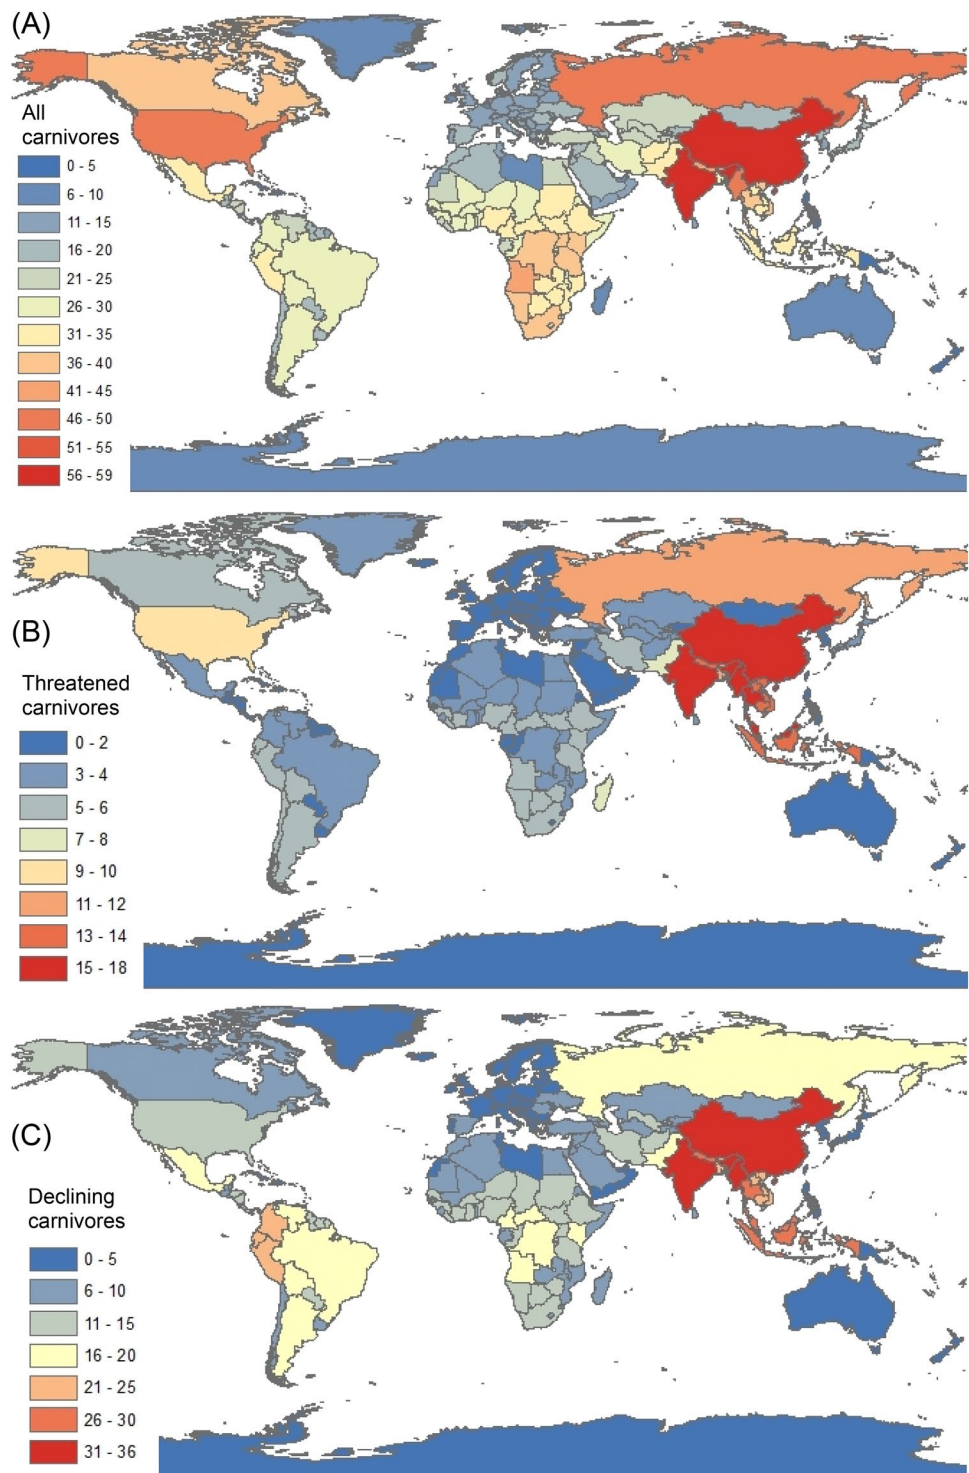 (A)
All
carnivores
0 - 5
6 - 10
11 - 15
16 - 20
21 - 25
26 - 30
31 - 35
36 - 40
41 - 45
46 - 50
51 - 55
56 - 59
(B)
Threatened
carnivores
0 - 2
3 - 4
5 - 6
7 - 8
9 - 10
11 - 12
13 - 14
15 - 18
(C)
Declining
carnivores
0 - 5
6 - 10
11 - 15
16 - 20
21 - 25
26 - 30
31 - 36